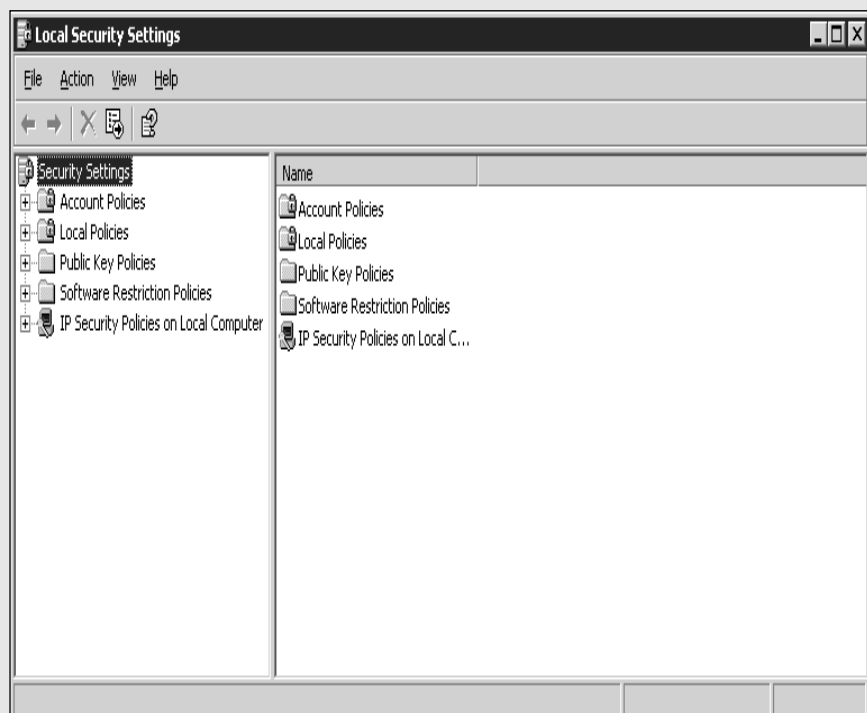 Local Security Settings
File Action View Help
Security Settings
Account Policies
Local Policies
Public Key Policies
Software Restriction Policies
IP Security Policies on Local Computer
Name
Account Policies
Local Policies
Public Key Policies
Software Restriction Policies
IP Security Policies on Local C...